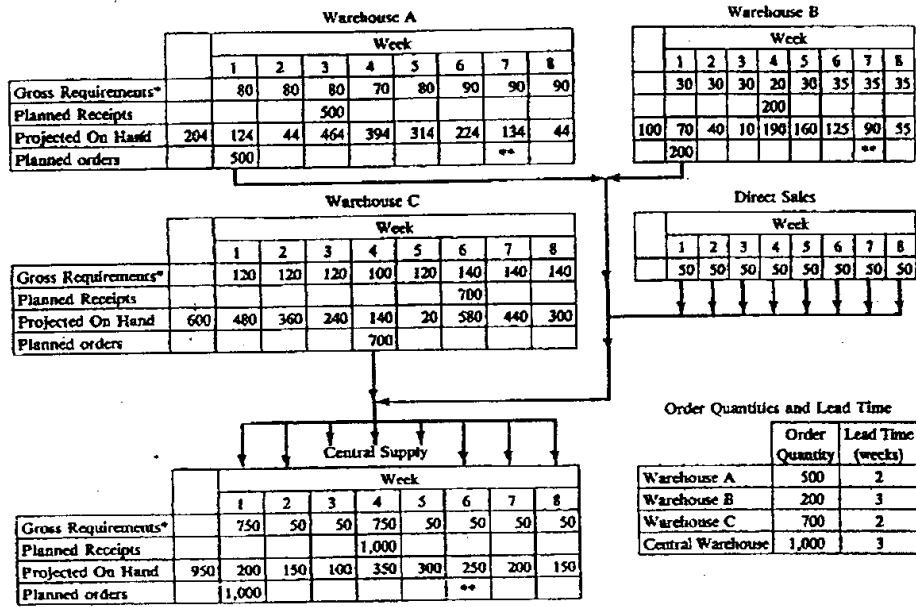 Warehouse A
Week
1 2 3 4 5 6 7 8
Gross Requirements* 80 80 80 70 80 90 90 90
Planned Receipts 500
Projected On Hand 204 124 44 464 394 314 224 134 44
Planned orders 500 **
Warehouse B
Week
1 2 3 4 5 6 7 8
30 30 30 20 30 35 35 35
200
100 70 40 10 190 160 125 90 55
200 **
Warehouse C
Week
1 2 3 4 5 6 7 8
Gross Requirements* 120 120 120 100 120 140 140 140
Planned Receipts 700
Projected On Hand 600 480 360 240 140 20 580 440 300
Planned orders 700
Direct Sales
Week
1 2 3 4 5 6 7 8
50 50 50 50 50 50 50 50
Central Supply
Week
1 2 3 4 5 6 7 8
Gross Requirements* 750 50 50 750 50 50 50 50
Planned Receipts 1,000
Projected On Hand 950 200 150 100 350 300 250 200 150
Planned orders 1,000 **
Order Quantities and Lead Time
Order Quantity Lead Time (weeks)
Warehouse A 500 2
Warehouse B 200 3
Warehouse C 700 2
Central Warehouse 1,000 3